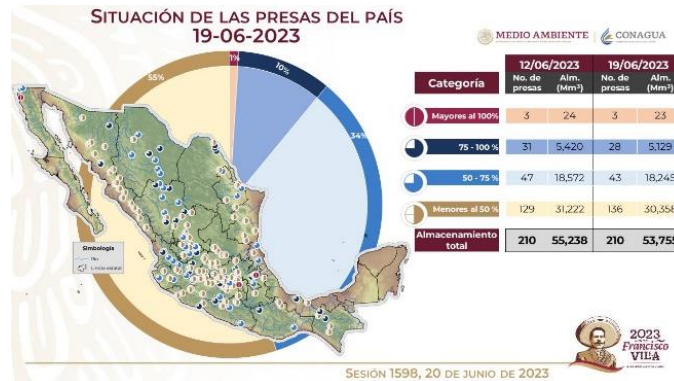 SITUACIÓN DE LAS PRESAS DEL PAÍS
19-06-2023
MEDIO AMBIENTE
CONAGUA
1%
10%
34%
55%
12/06/2023 19/06/2023
Categoría No. de presas Alm. (Mm³) No. de presas Alm. (Mm³)
Mayores al 100% 3 24 3 23
75 - 100 % 31 5,420 28 5,129
50 - 75 % 47 18,572 43 18,245
Menores al 50 % 129 31,222 136 30,358
Almacenamiento total 210 55,238 210 53,755
Simbología
Río
2023
Francisco
VILLA
SESIÓN 1598, 20 DE JUNIO DE 2023